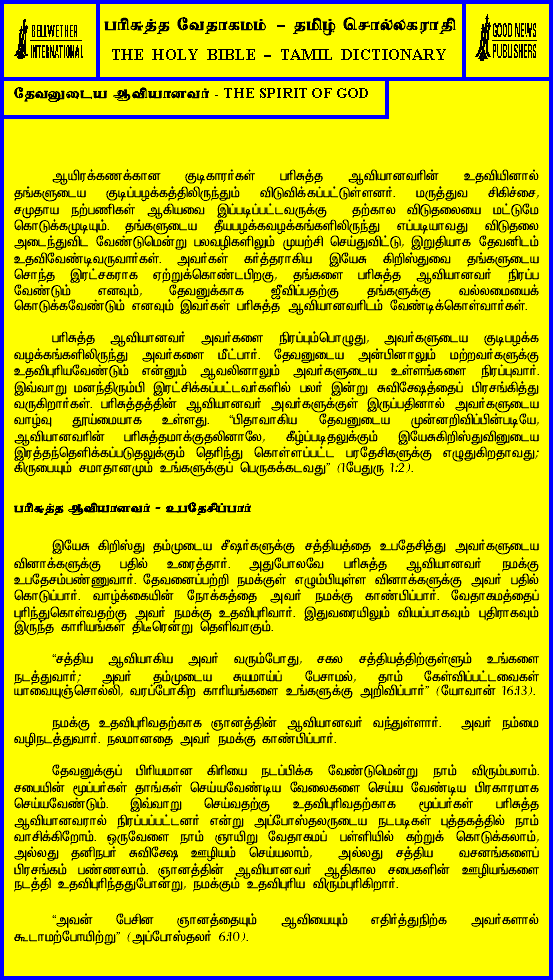 BELLWETHER
INTERNATIONAL
பரிசுத்த வேதாகமம் – தமிழ் சொல்லகராதி
THE HOLY BIBLE – TAMIL DICTIONARY
GOOD NEWS
PUBLISHERS
தேவனுடைய ஆவியானவர் - THE SPIRIT OF GOD
ஆயிரக்கணக்கான குடிகாரர்கள் பரிசுத்த ஆவியானவரின் உதவியினால்
தங்களுடைய குடிப்பழக்கத்திலிருந்தும் விடுவிக்கப்பட்டுள்ளனர். மருத்துவ சிகிச்சை,
சமுதாய நற்பணிகள் ஆகியவை இப்படிப்பட்டவருக்கு தற்கால விடுதலையை மட்டுமே
கொடுக்கமுடியும். தங்களுடைய தீயபழக்கவழக்கங்களிலிருந்து எப்படியாவது விடுதலை
அடைந்துவிட வேண்டுமென்று பலவழிகளிலும் முயற்சி செய்துவிட்டு, இறுதியாக தேவனிடம்
உதவிவேண்டிவருவார்கள். அவர்கள் கர்த்தராகிய இயேசு கிறிஸ்துவை தங்களுடைய
சொந்த இரட்சகராக ஏற்றுக்கொண்டபிறகு, தங்களை பரிசுத்த ஆவியானவர் நிரப்ப
வேண்டும் எனவும், தேவனுக்காக ஜீவிப்பதற்கு தங்களுக்கு வல்லமையைக்
கொடுக்கவேண்டும் எனவும் இவர்கள் பரிசுத்த ஆவியானவரிடம் வேண்டிக்கொள்வார்கள்.
பரிசுத்த ஆவியானவர் அவர்களை நிரப்பும்பொழுது, அவர்களுடைய குடிபழக்க
வழக்கங்களிலிருந்து அவர்களை மீட்பார். தேவனுடைய அன்பினாலும் மற்றவர்களுக்கு
உதவிபுரியவேண்டும் என்னும் ஆவலினாலும் அவர்களுடைய உள்ளங்களை நிரப்புவார்.
இவ்வாறு மனந்திரும்பி இரட்சிக்கப்பட்டவர்களில் பலர் இன்று சுவிசேஷத்தைப் பிரசங்கித்து
வருகிறார்கள். பரிசுத்தத்தின் ஆவியானவர் அவர்களுக்குள் இருப்பதினால் அவர்களுடைய
வாழ்வு தூய்மையாக உள்ளது. “பிதாவாகிய தேவனுடைய முன்னறிவிப்பின்படியே,
ஆவியானவரின் பரிசுத்தமாக்குதலினாலே, கீழ்ப்படிதலுக்கும் இயேசுகிறிஸ்துவினுடைய
இரத்தந்தெளிக்கப்படுதலுக்கும் தெரிந்து கொள்ளப்பட்ட பரதேசிகளுக்கு எழுதுகிறதாவது;
கிருபையும் சமாதானமும் உங்களுக்குப் பெருகக்கடவது” (1பேதுரு 1:2).
பரிசுத்த ஆவியானவர் - உபதேசிப்பார்
இயேசு கிறிஸ்து தம்முடைய சீஷர்களுக்கு சத்தியத்தை உபதேசித்து அவர்களுடைய
வினாக்களுக்கு பதில் உரைத்தார். அதுபோலவே பரிசுத்த ஆவியானவர் நமக்கு
உபதேசம்பண்ணுவார். தேவனைப்பற்றி நமக்குள் எழும்பியுள்ள வினாக்களுக்கு அவர் பதில்
கொடுப்பார். வாழ்க்கையின் நோக்கத்தை அவர் நமக்கு காண்பிப்பார். வேதாகமத்தைப்
புரிந்துகொள்வதற்கு அவர் நமக்கு உதவிபுரிவார். இதுவரையிலும் வியப்பாகவும் புதிராகவும்
இருந்த காரியங்கள் திடீரென்று தெளிவாகும்.
“சத்திய ஆவியாகிய அவர் வரும்போது, சகல சத்தியத்திற்குள்ளும் உங்களை
நடத்துவார்; அவர் தம்முடைய சுயமாய்ப் பேசாமல், தாம் கேள்விப்பட்டவைகள்
யாவையுஞ்சொல்லி, வரப்போகிற காரியங்களை உங்களுக்கு அறிவிப்பார்” (யோவான் 16:13).
நமக்கு உதவிபுரிவதற்காக ஞானத்தின் ஆவியானவர் வந்துள்ளார். அவர் நம்மை
வழிநடத்துவார். நலமானதை அவர் நமக்கு காண்பிப்பார்.
தேவனுக்குப் பிரியமான கிரியை நடப்பிக்க வேண்டுமென்று நாம் விரும்பலாம்.
சபையின் மூப்பர்கள் தாங்கள் செய்யவேண்டிய வேலைகளை செய்ய வேண்டிய பிரகாரமாக
செய்யவேண்டும். இவ்வாறு செய்வதற்கு உதவிபுரிவதற்காக மூப்பர்கள் பரிசுத்த
ஆவியானவரால் நிரப்பப்பட்டனர் என்று அப்போஸ்தலருடைய நடபடிகள் புத்தகத்தில் நாம்
வாசிக்கிறோம். ஒருவேளை நாம் ஞாயிறு வேதாகமப் பள்ளியில் கற்றுக் கொடுக்கலாம்,
அல்லது தனிநபர் சுவிசேஷ ஊழியம் செய்யலாம், அல்லது சத்திய வசனங்களைப்
பிரசங்கம் பண்ணலாம். ஞானத்தின் ஆவியானவர் ஆதிகால சபைகளின் ஊழியங்களை
நடத்தி உதவிபுரிந்ததுபோன்று, நமக்கும் உதவிபுரிய விரும்புகிறார்.
“அவன் பேசின ஞானத்தையும் ஆவியையும் எதிர்த்துநிற்க அவர்களால்
கூடாமற்போயிற்று” (அப்போஸ்தலர் 6:10).